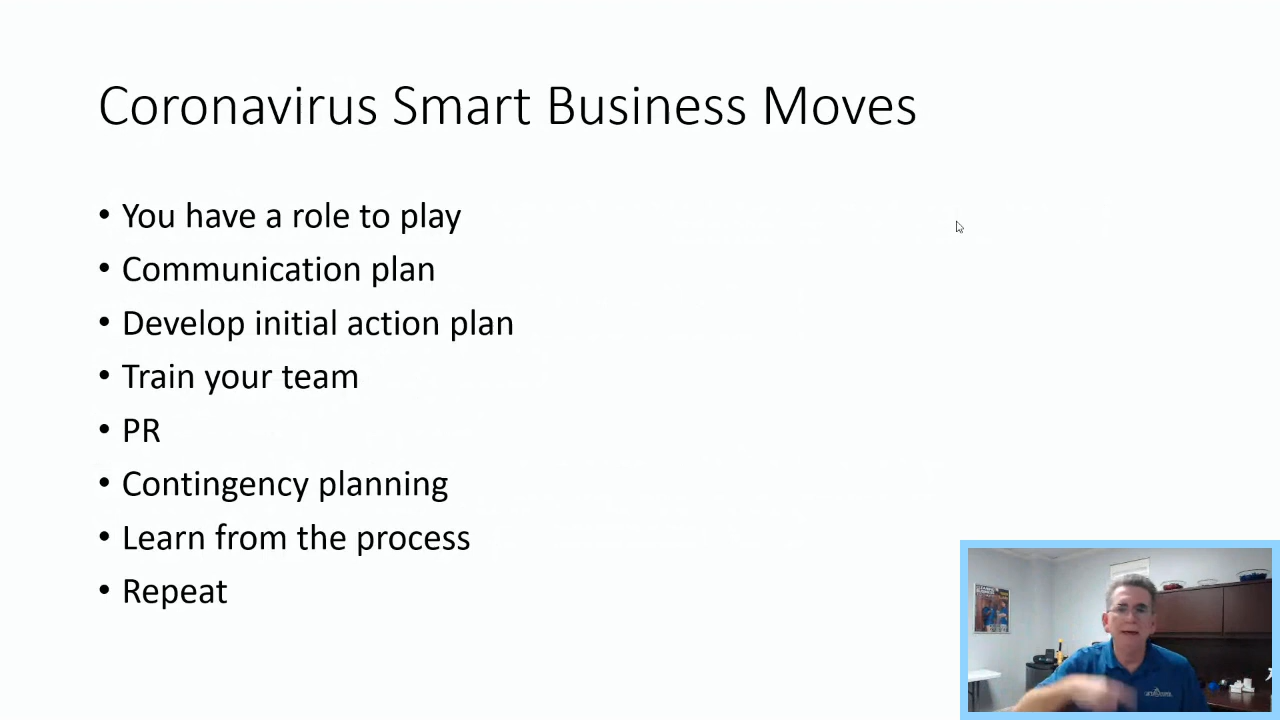 Coronavirus Smart Business Moves
• You have a role to play
• Communication plan
• Develop initial action plan
• Train your team
• PR
• Contingency planning
• Learn from the process
• Repeat